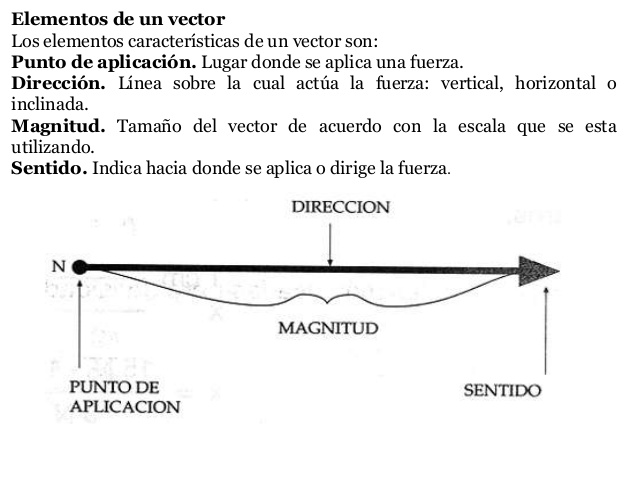 Elementos de un vector
Los elementos características de un vector son:
Punto de aplicación. Lugar donde se aplica una fuerza.
Dirección. Línea sobre la cual actúa la fuerza: vertical, horizontal o
inclinada.
Magnitud. Tamaño del vector de acuerdo con la escala que se esta
utilizando.
Sentido. Indica hacia donde se aplica o dirige la fuerza.
DIRECCION
N
MAGNITUD
PUNTO DE
APLICACION
SENTIDO